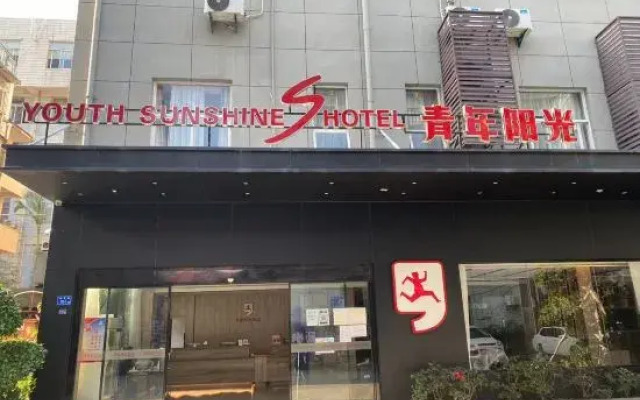 YOUTH SUNSHINE S HOTEL 青年阳光